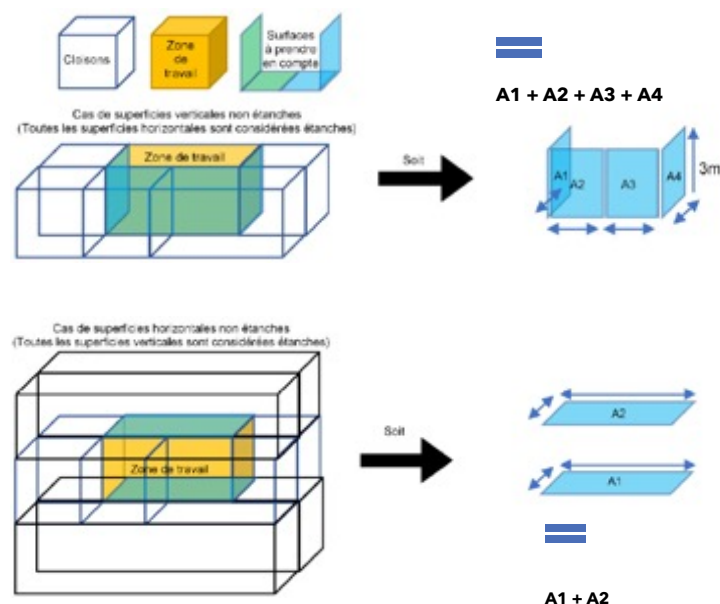 Cloisons
Zone
de
travail
Surfaces
à prendre
en compte
A1 + A2 + A3 + A4
Cas de superficies verticales non étanches
(Toutes les superficies horizontales sont considérées étanches)
Zone de travail
Soit
A1
A2
A3
A4
3m
Cas de superficies horizontales non étanches
(Toutes les superficies verticales sont considérées étanches)
Zone de travail
Soit
A2
A1
A1 + A2